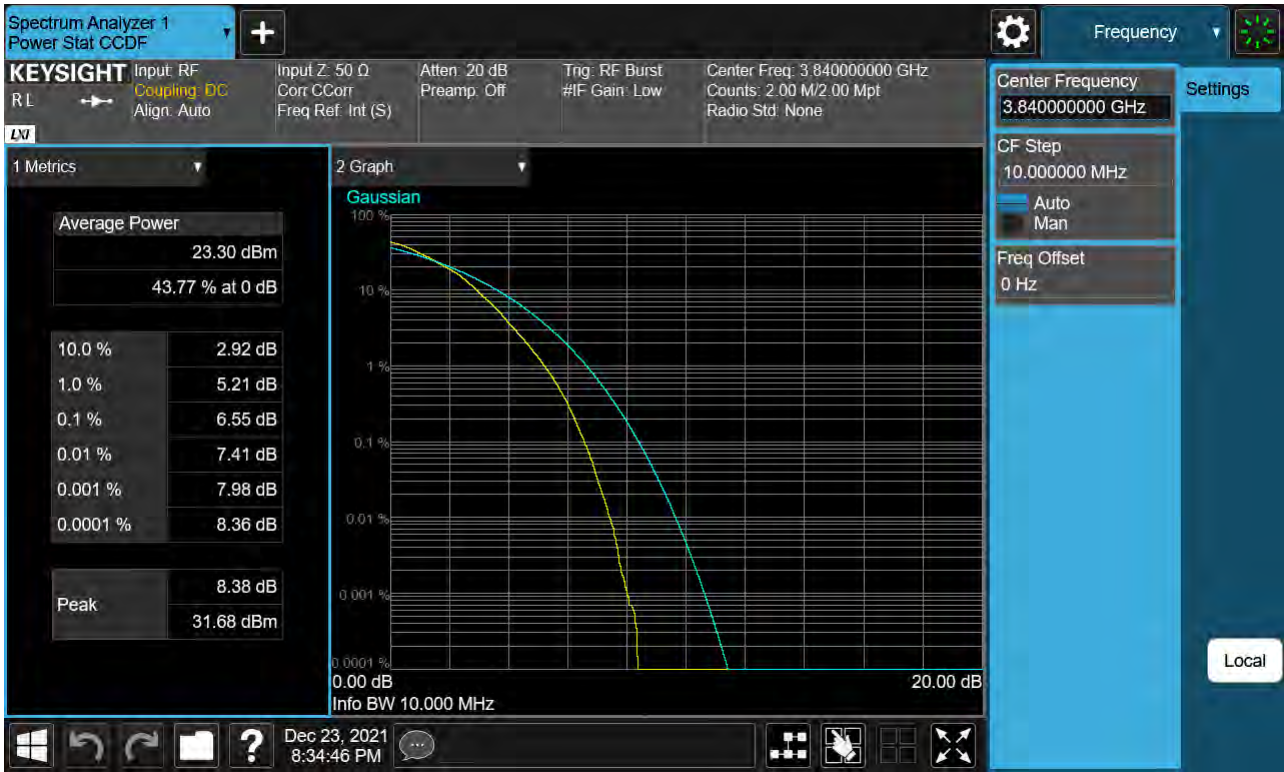 Spectrum Analyzer 1
Power Stat CCDF
+
Frequency
KEYSIGHT
RL
LXI
Input: RF
Coupling: DC
Align: Auto
Input Z: 50 Ω
Corr CCorr
Freq Ref: Int (S)
Atten: 20 dB
Preamp: Off
Trig: RF Burst
#IF Gain: Low
Center Freq: 3.840000000 GHz
Counts: 2.00 M/2.00 Mpt
Radio Std: None
Center Frequency
3.840000000 GHz
Settings
CF Step
10.000000 MHz
Auto
Man
Freq Offset
0 Hz
1 Metrics
Average Power
23.30 dBm
43.77 % at 0 dB
10.0 % 2.92 dB
1.0 % 5.21 dB
0.1 % 6.55 dB
0.01 % 7.41 dB
0.001 % 7.98 dB
0.0001 % 8.36 dB
Peak
8.38 dB
31.68 dBm
2 Graph
Gaussian
100 %
10 %
1 %
0.1 %
0.01 %
0.001 %
0.0001 %
0.00 dB 20.00 dB
Info BW 10.000 MHz
Local
?
Dec 23, 2021
8:34:46 PM